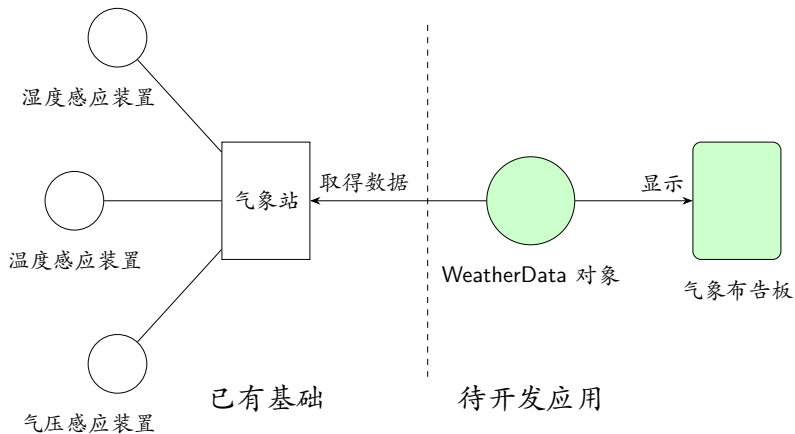 湿度感应装置
温度感应装置
气压感应装置
气象站
取得数据
显示
WeatherData 对象
气象布告板
已有基础
待开发应用